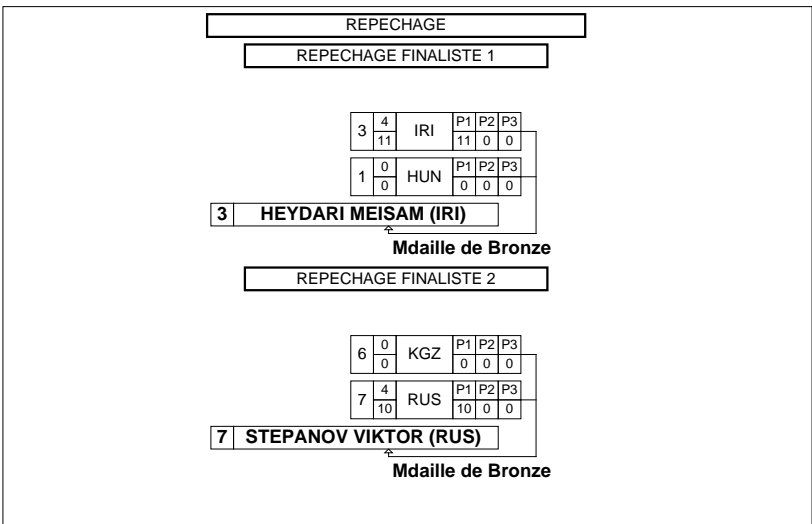 REPECHAGE
REPECHAGE FINALISTE 1
3 4 IRI P1 P2 P3
11 11 0 0
1 0 HUN P1 P2 P3
0 0 0 0
3 HEYDARI MEISAM (IRI)
Mdaille de Bronze
REPECHAGE FINALISTE 2
6 0 KGZ P1 P2 P3
0 0 0 0
7 4 RUS P1 P2 P3
10 10 0 0
7 STEPANOV VIKTOR (RUS)
Mdaille de Bronze